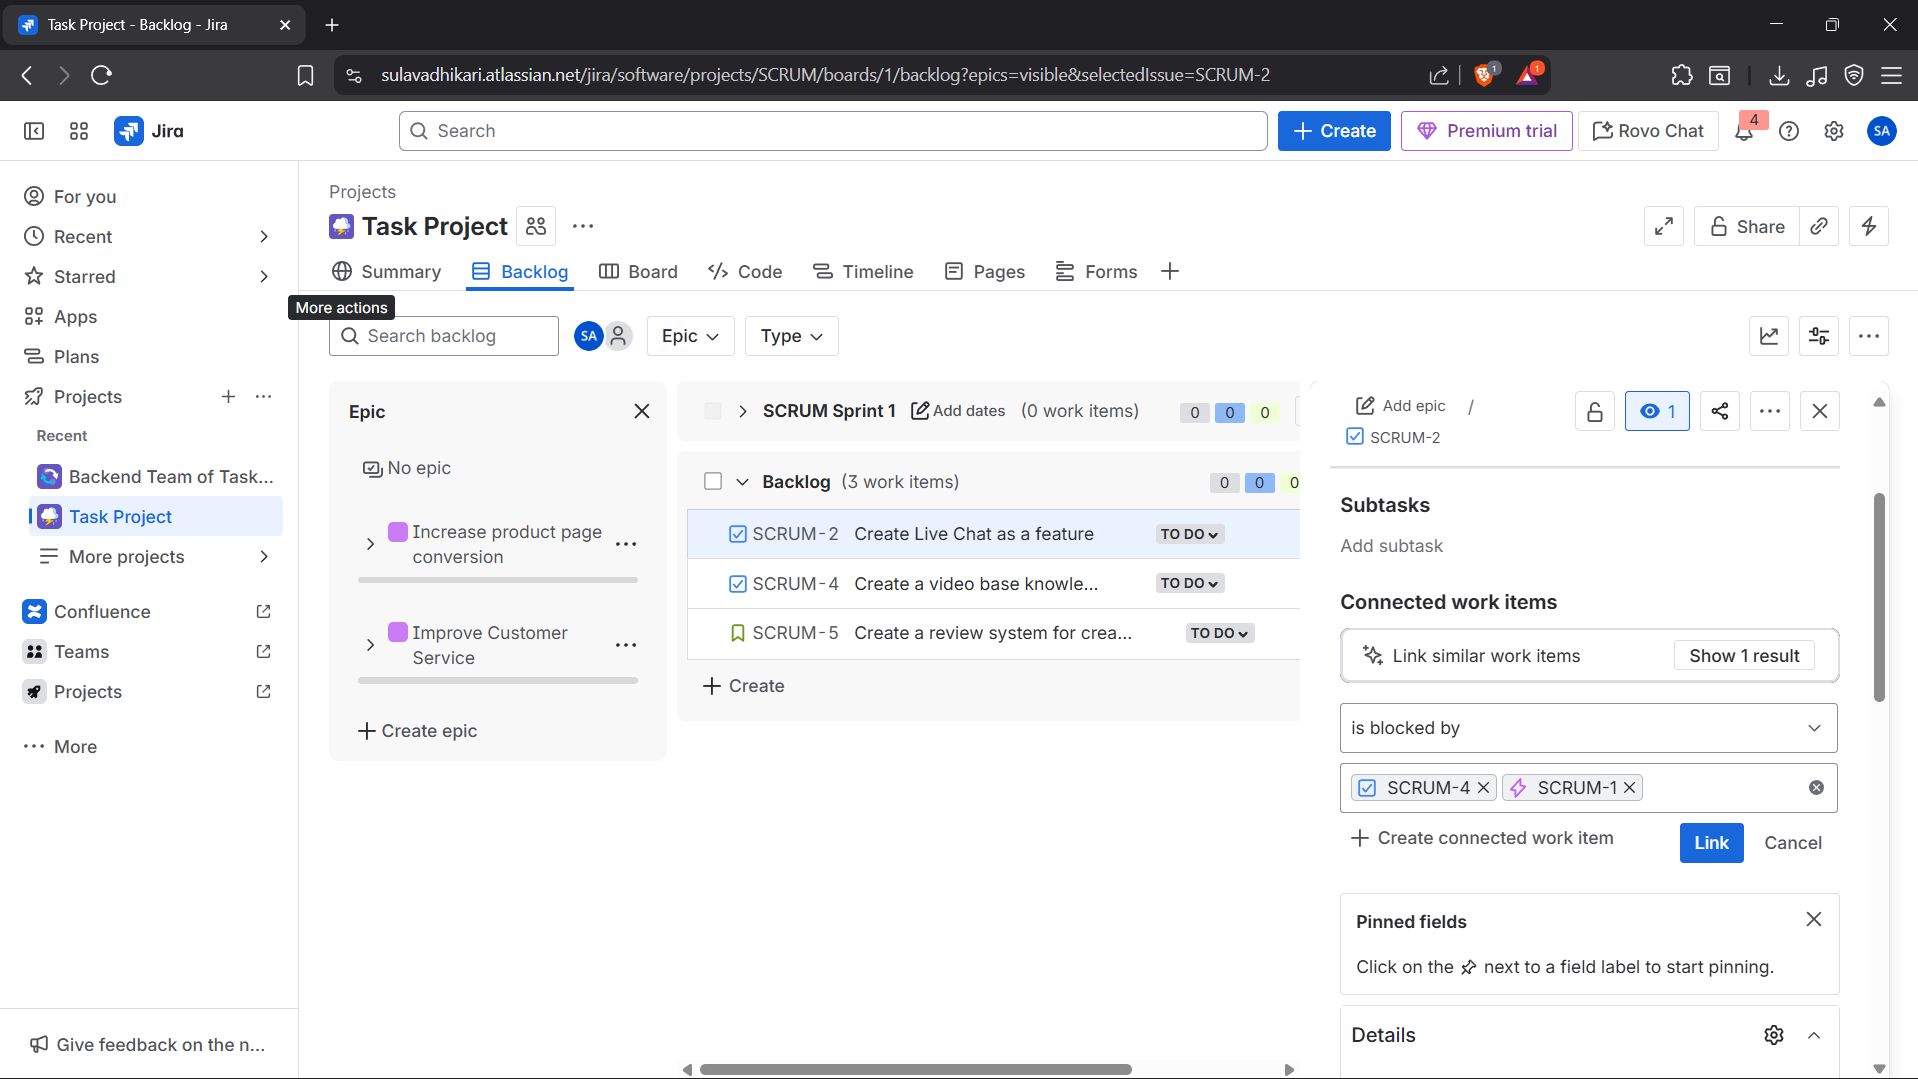 Task Project - Backlog - Jira
sulavadhikari.atlassian.net/jira/software/projects/SCRUM/boards/1/backlog?epics=visible&selectedIssue=SCRUM-2
1
1
Jira
Search
Create
Premium trial
Rovo Chat
4
SA
For you
Recent
Starred
Apps
Plans
Projects
Recent
Backend Team of Task...
Task Project
More projects
Confluence
Teams
Projects
More
Give feedback on the n...
Projects
Task Project
Share
Summary
Backlog
Board
Code
Timeline
Pages
Forms
More actions
Search backlog
SA
Epic
Type
Epic
No epic
Increase product page
conversion
Improve Customer
Service
Create epic
SCRUM Sprint 1 Add dates (0 work items) 0 0 0
Backlog (3 work items) 0 0 0
SCRUM-2 Create Live Chat as a feature TO DO
SCRUM-4 Create a video base knowle... TO DO
SCRUM-5 Create a review system for crea... TO DO
Create
Add epic /
SCRUM-2
1
Subtasks
Add subtask
Connected work items
Link similar work items Show 1 result
is blocked by
SCRUM-4 SCRUM-1
Create connected work item Link Cancel
Pinned fields
Click on the next to a field label to start pinning.
Details